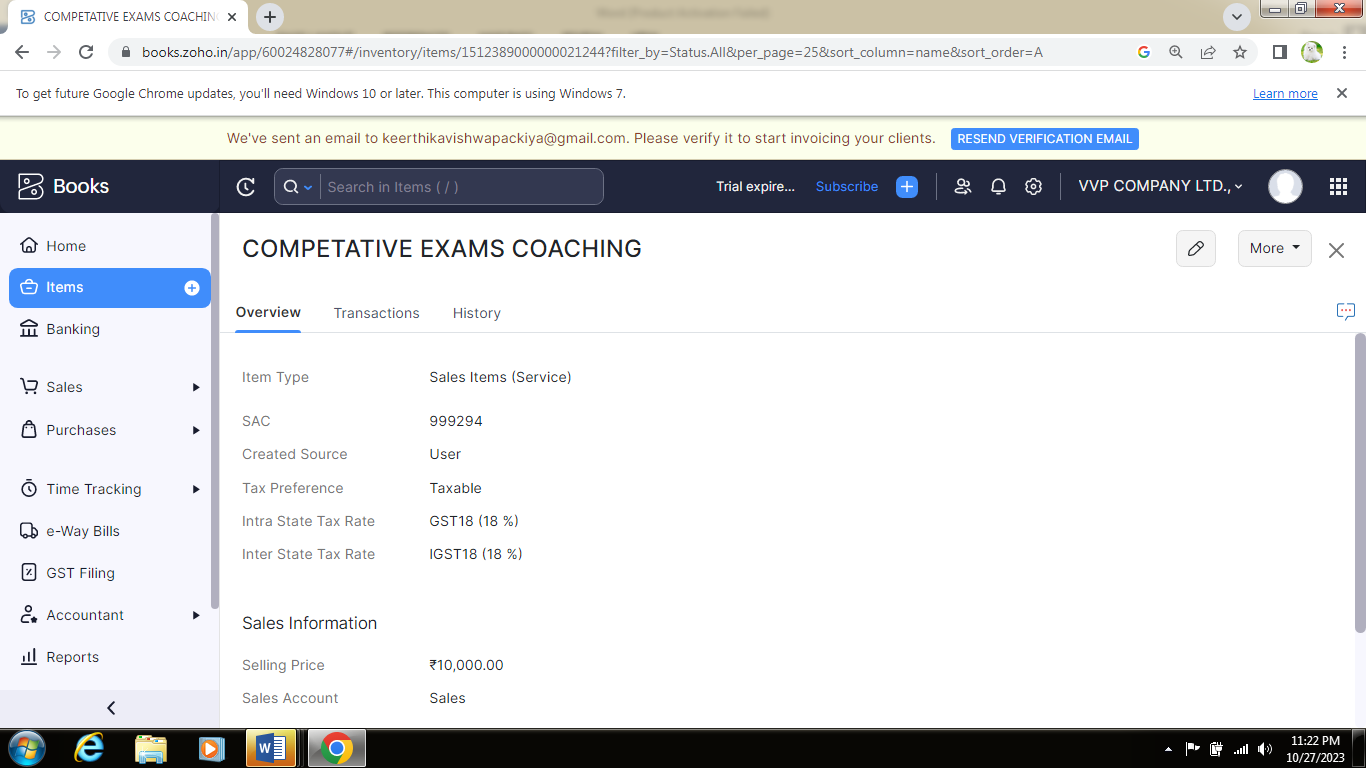 COMPETATIVE EXAMS COACHIN
books.zoho.in/app/60024828077#/inventory/items/1512389000000021244?filter_by=Status.All&per_page=25&sort_column=name&sort_order=A
To get future Google Chrome updates, you'll need Windows 10 or later. This computer is using Windows 7.
Learn more
We've sent an email to keerthikavishwapackiya@gmail.com. Please verify it to start invoicing your clients.
RESEND VERIFICATION EMAIL
Books
Search in Items ( / )
Trial expire...
Subscribe
VVP COMPANY LTD.,
Home
Items
Banking
Sales
Purchases
Time Tracking
e-Way Bills
GST Filing
Accountant
Reports
COMPETATIVE EXAMS COACHING
More
Overview Transactions History
Item Type Sales Items (Service)
SAC 999294
Created Source User
Tax Preference Taxable
Intra State Tax Rate GST18 (18 %)
Inter State Tax Rate IGST18 (18 %)
Sales Information
Selling Price ₹10,000.00
Sales Account Sales
11:22 PM
10/27/2023